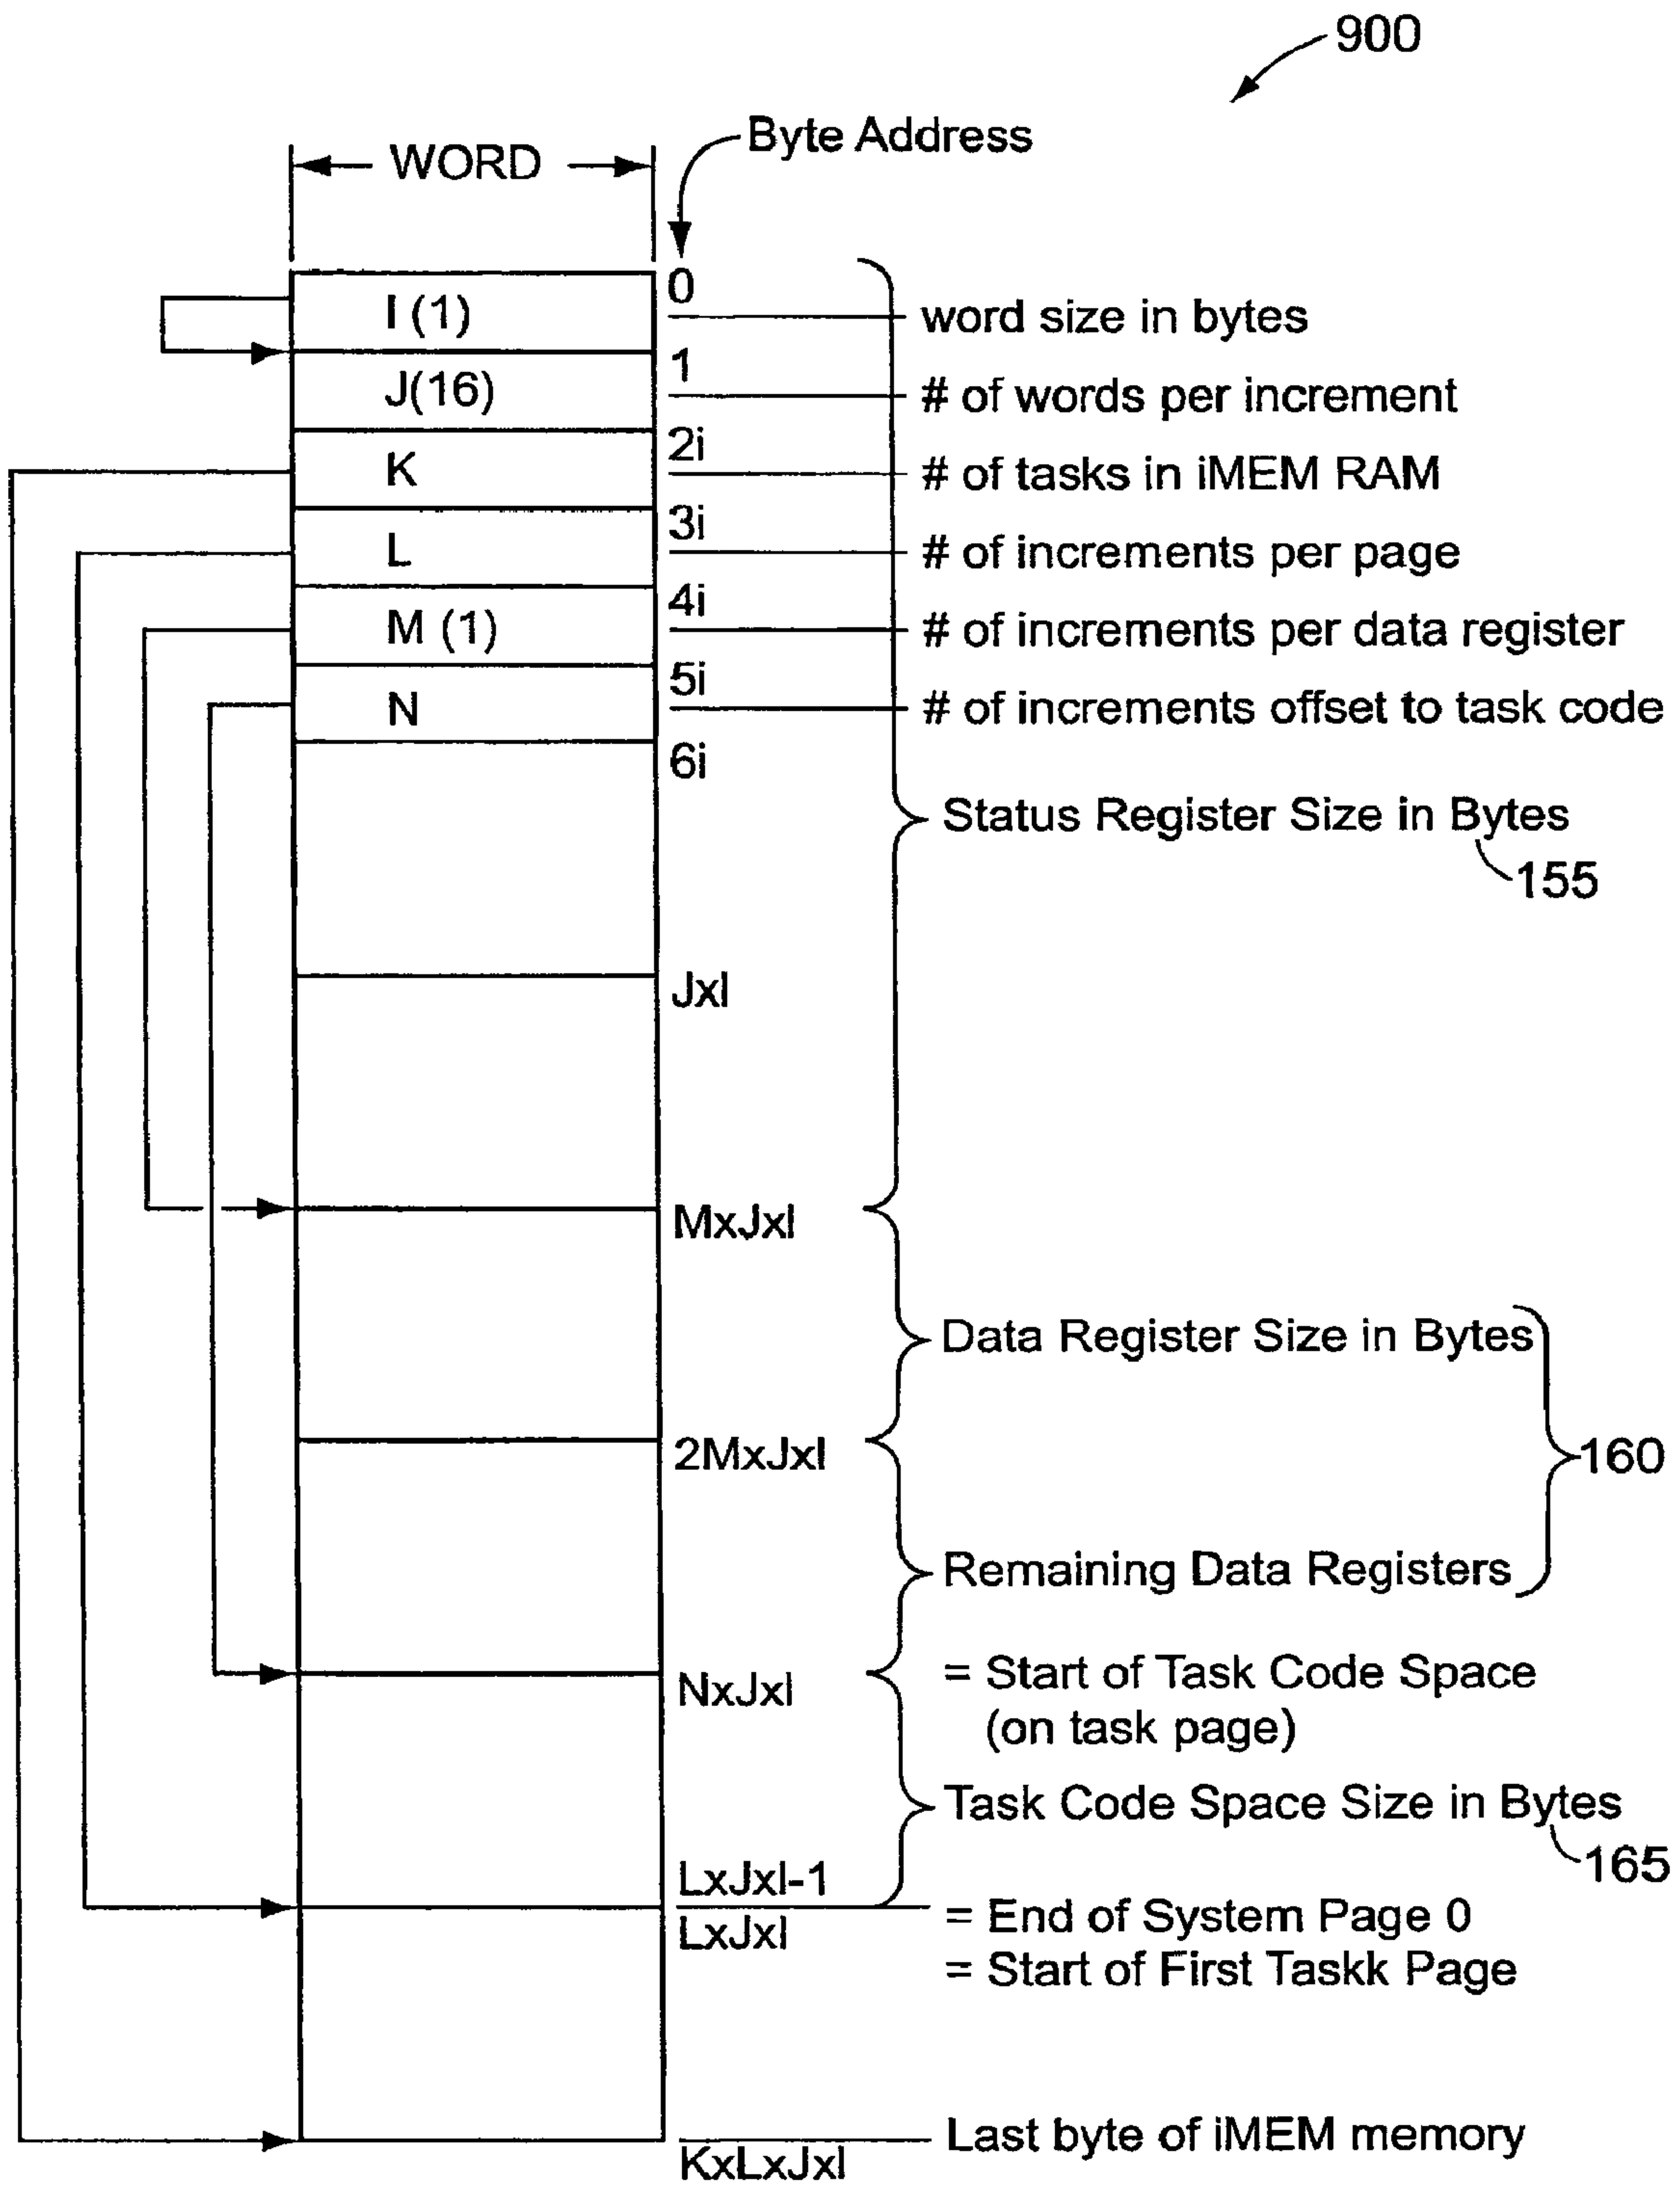 900
Byte Address
WORD
0
I (1)
word size in bytes
1
J(16)
# of words per increment
2i
K
# of tasks in iMEM RAM
3i
L
# of increments per page
4i
M (1)
# of increments per data register
5i
N
# of increments offset to task code
6i
Status Register Size in Bytes
155
JxI
MxJxI
Data Register Size in Bytes
2MxJxI
160
Remaining Data Registers
NxJxI
= Start of Task Code Space
(on task page)
Task Code Space Size in Bytes
165
LxJxI-1
= End of System Page 0
LxJxI
= Start of First Taskk Page
Last byte of iMEM memory
KxLxJxI